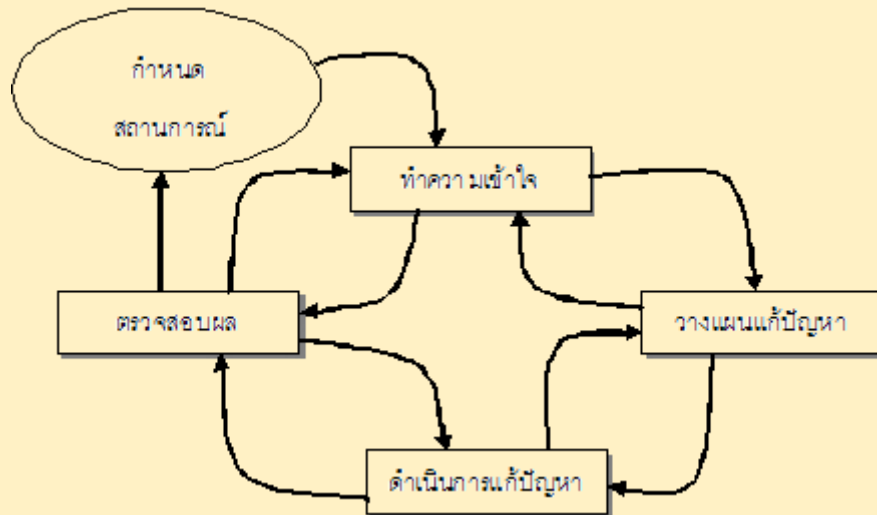 กำหนด
สถานการณ์
ทำความเข้าใจ
ตรวจสอบผล
วางแผนแก้ปัญหา
ดำเนินการแก้ปัญหา